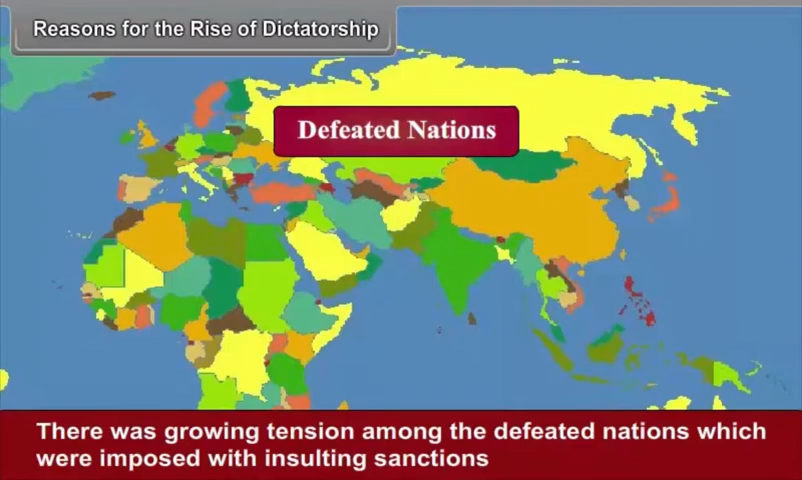 Reasons for the Rise of Dictatorship
Defeated Nations
There was growing tension among the defeated nations which
were imposed with insulting sanctions